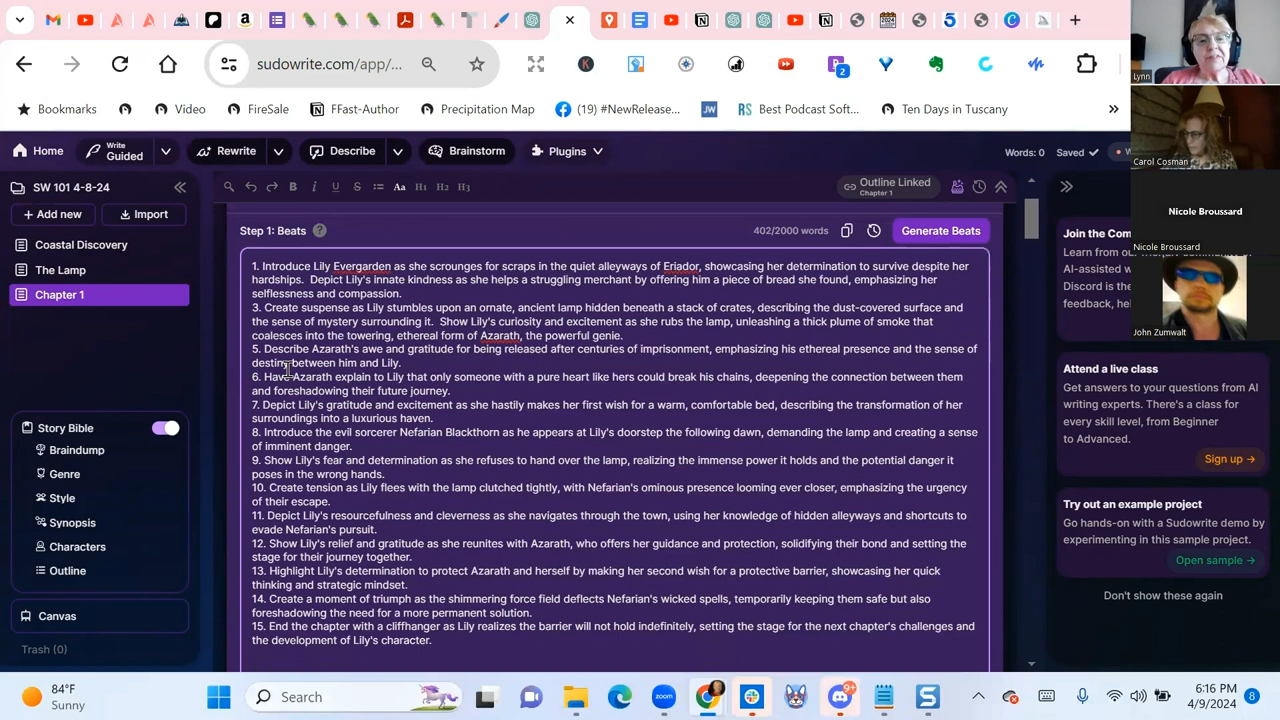 sudowrite.com/app/...
2
Lynn
Bookmarks
Video
FireSale
FFast-Author
Precipitation Map
(19) #NewRelease...
JW
RS Best Podcast Soft...
Ten Days in Tuscany
»
Carol Cosman
Home
Write
Guided
Rewrite
Describe
Brainstorm
Plugins
Words: 0
Saved
SW 101 4-8-24
B
i
U
S
Aa
H1
H2
H3
Outline Linked
Chapter 1
Nicole Broussard
Nicole Broussard
+ Add new
Import
Step 1: Beats
402/2000 words
Generate Beats
Join the Com
Learn from our
AI-assisted w
Discord is a
feedback, hel
Coastal Discovery
The Lamp
Chapter 1
John Zumwalt
1. Introduce Lily Evergarden as she scrounges for scraps in the quiet alleyways of Eriador, showcasing her determination to survive despite her
hardships.  Depict Lily's innate kindness as she helps a struggling merchant by offering him a piece of bread she found, emphasizing her
selflessness and compassion.
3. Create suspense as Lily stumbles upon an ornate, ancient lamp hidden beneath a stack of crates, describing the dust-covered surface and
the sense of mystery surrounding it.  Show Lily's curiosity and excitement as she rubs the lamp, unleashing a thick plume of smoke that
coalesces into the towering, ethereal form of Azarath, the powerful genie.
5. Describe Azarath's awe and gratitude for being released after centuries of imprisonment, emphasizing his ethereal presence and the sense of
destiny between him and Lily.
6. Have Azarath explain to Lily that only someone with a pure heart like hers could break his chains, deepening the connection between them
and foreshadowing their future journey.
7. Depict Lily's gratitude and excitement as she hastily makes her first wish for a warm, comfortable bed, describing the transformation of her
surroundings into a luxurious haven.
8. Introduce the evil sorcerer Nefarian Blackthorn as he appears at Lily's doorstep the following dawn, demanding the lamp and creating a sense
of imminent danger.
9. Show Lily's fear and determination as she refuses to hand over the lamp, realizing the immense power it holds and the potential danger it
poses in the wrong hands.
10. Create tension as Lily flees with the lamp clutched tightly, with Nefarian's ominous presence looming ever closer, emphasizing the urgency
of their escape.
11. Depict Lily's resourcefulness and cleverness as she navigates through the town, using her knowledge of hidden alleyways and shortcuts to
evade Nefarian's pursuit.
12. Show Lily's relief and gratitude as she reunites with Azarath, who offers her guidance and protection, solidifying their bond and setting the
stage for their journey together.
13. Highlight Lily's determination to protect Azarath and herself by making her second wish for a protective barrier, showcasing her quick
thinking and strategic mindset.
14. Create a moment of triumph as the shimmering force field deflects Nefarian's wicked spells, temporarily keeping them safe but also
foreshadowing the need for a more permanent solution.
15. End the chapter with a cliffhanger as Lily realizes the barrier will not hold indefinitely, setting the stage for the next chapter's challenges and
the development of Lily's character.
Attend a live class
Get answers to your questions from AI
writing experts. There's a class for
every skill level, from Beginner
to Advanced.
Sign up →
Try out an example project
Go hands-on with a Sudowrite demo by
experimenting in this sample project.
Open sample →
Don't show these again
Story Bible
Braindump
Genre
Style
Synopsis
Characters
Outline
Canvas
Trash (0)
84°F
Sunny
Search
zoom
9+
6:16 PM
4/9/2024
8